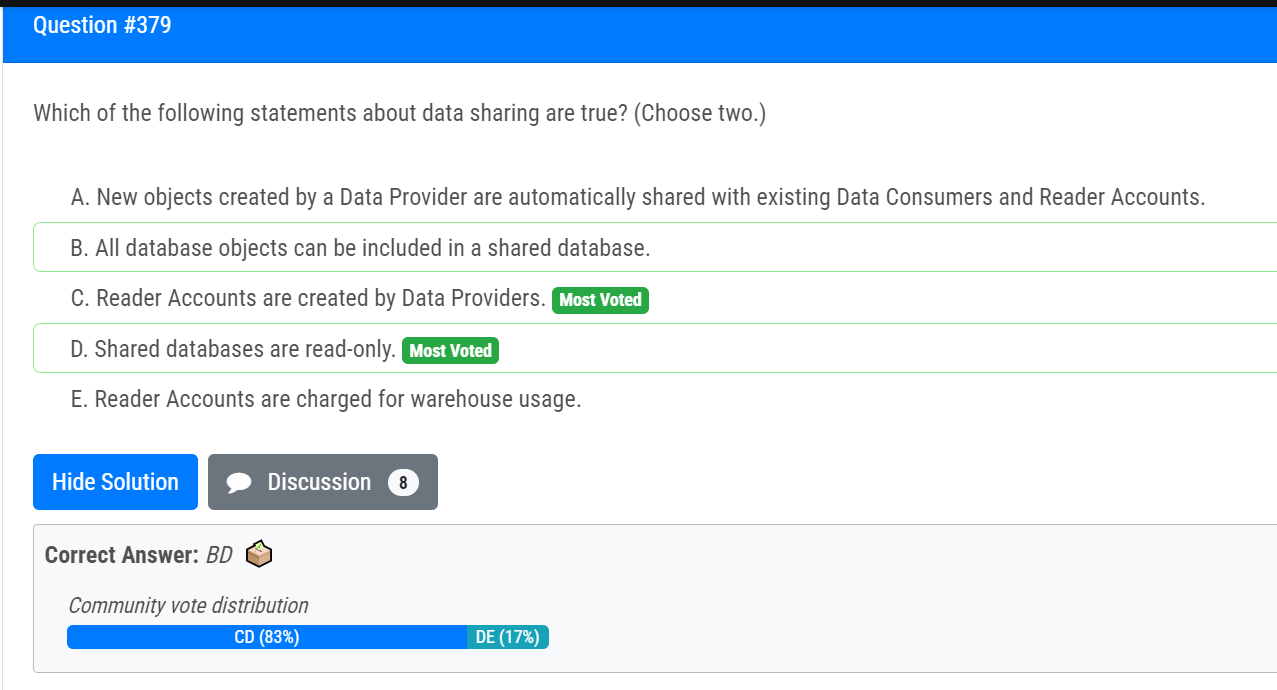 Question #379
Which of the following statements about data sharing are true? (Choose two.)
A. New objects created by a Data Provider are automatically shared with existing Data Consumers and Reader Accounts.
B. All database objects can be included in a shared database.
C. Reader Accounts are created by Data Providers. Most Voted
D. Shared databases are read-only. Most Voted
E. Reader Accounts are charged for warehouse usage.
Hide Solution Discussion 8
Correct Answer: BD
Community vote distribution
CD (83%) DE (17%)